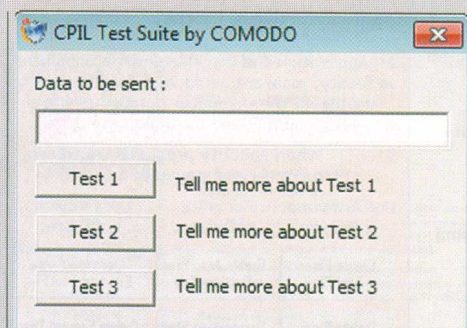 CPIL Test Suite by COMODO
Data to be sent :
Test 1 Tell me more about Test 1
Test 2 Tell me more about Test 2
Test 3 Tell me more about Test 3